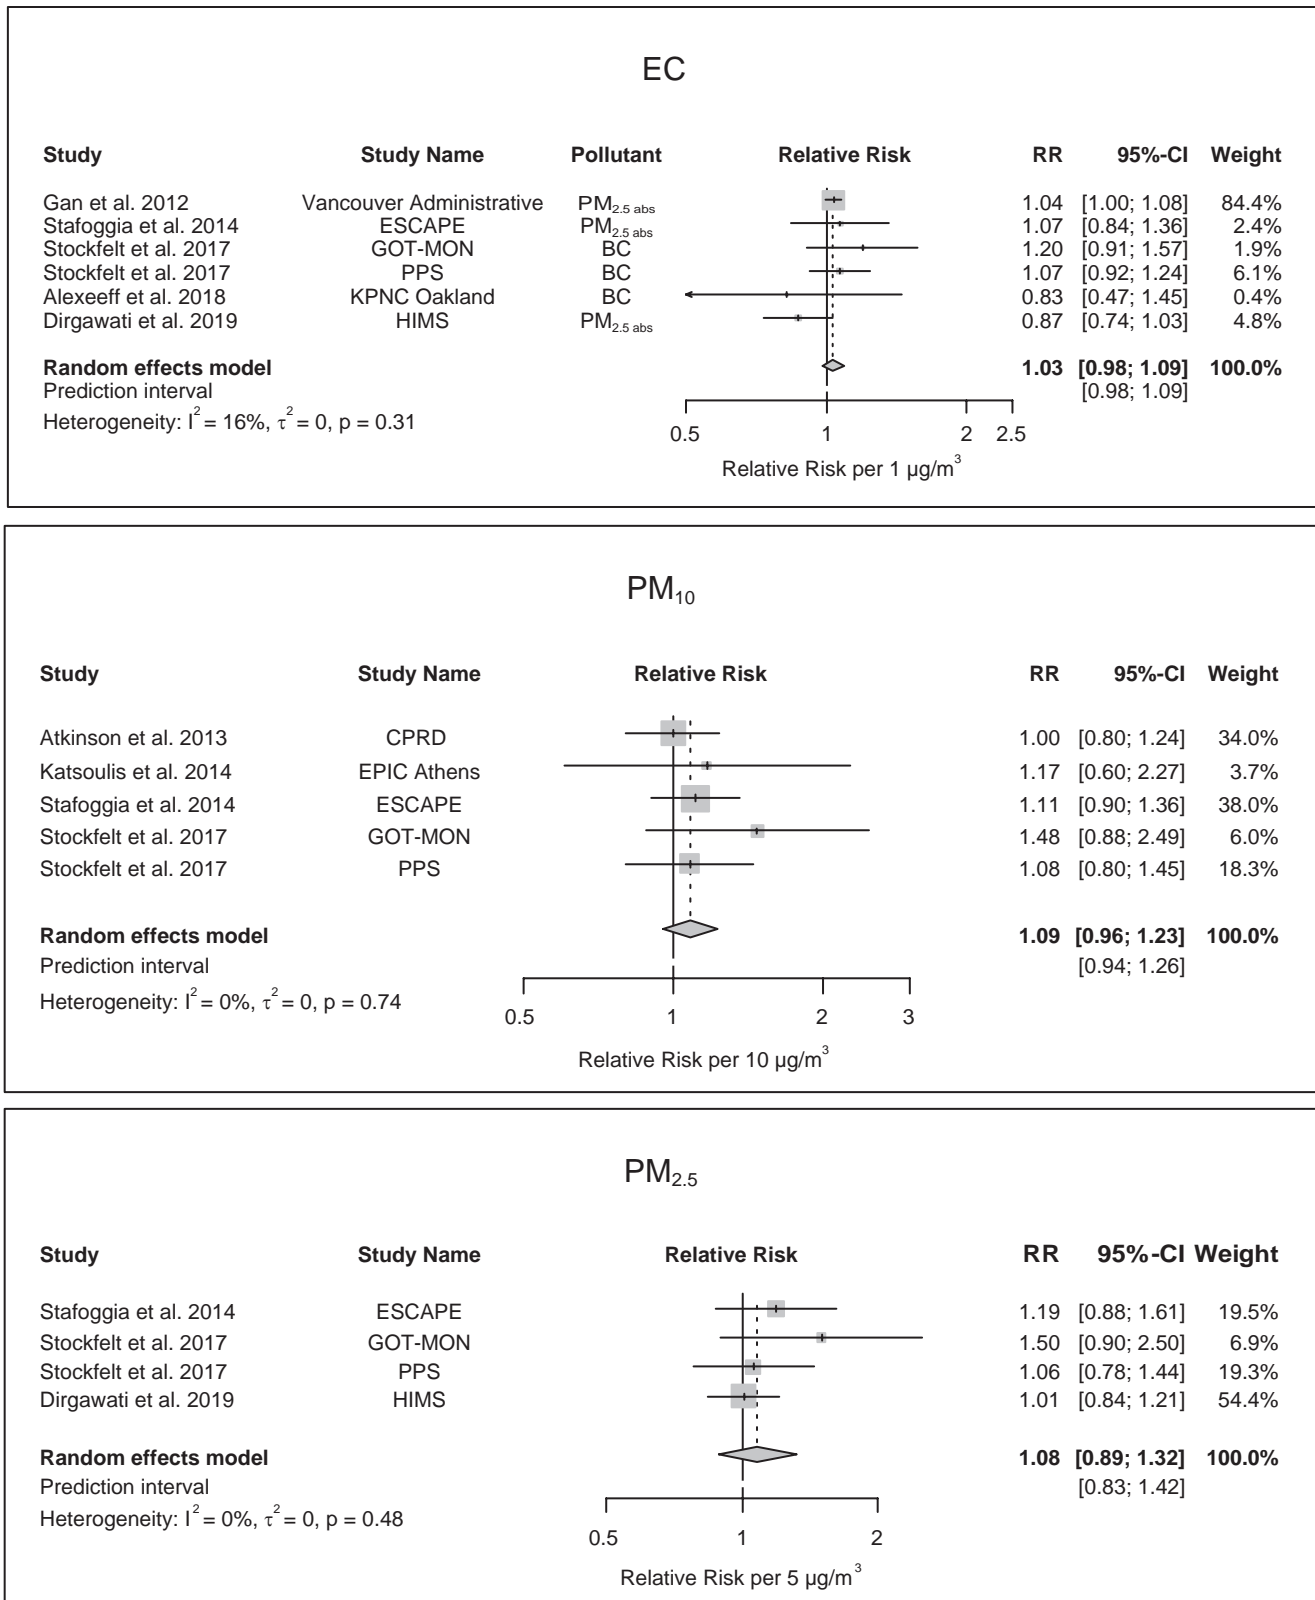 EC
Study Study Name Pollutant Relative Risk RR 95%-CI Weight
Gan et al. 2012 Vancouver Administrative PM2.5 abs 1.04 [1.00; 1.08] 84.4%
Stafoggia et al. 2014 ESCAPE PM2.5 abs 1.07 [0.84; 1.36] 2.4%
Stockfelt et al. 2017 GOT-MON BC 1.20 [0.91; 1.57] 1.9%
Stockfelt et al. 2017 PPS BC 1.07 [0.92; 1.24] 6.1%
Alexeeff et al. 2018 KPNC Oakland BC 0.83 [0.47; 1.45] 0.4%
Dirgawati et al. 2019 HIMS PM2.5 abs 0.87 [0.74; 1.03] 4.8%
Random effects model 1.03 [0.98; 1.09] 100.0%
Prediction interval [0.98; 1.09]
Heterogeneity: I² = 16%, τ² = 0, p = 0.31
0.5 1 2 2.5
Relative Risk per 1 µg/m³
PM10
Study Study Name Relative Risk RR 95%-CI Weight
Atkinson et al. 2013 CPRD 1.00 [0.80; 1.24] 34.0%
Katsoulis et al. 2014 EPIC Athens 1.17 [0.60; 2.27] 3.7%
Stafoggia et al. 2014 ESCAPE 1.11 [0.90; 1.36] 38.0%
Stockfelt et al. 2017 GOT-MON 1.48 [0.88; 2.49] 6.0%
Stockfelt et al. 2017 PPS 1.08 [0.80; 1.45] 18.3%
Random effects model 1.09 [0.96; 1.23] 100.0%
Prediction interval [0.94; 1.26]
Heterogeneity: I² = 0%, τ² = 0, p = 0.74
0.5 1 2 3
Relative Risk per 10 µg/m³
PM2.5
Study Study Name Relative Risk RR 95%-CI Weight
Stafoggia et al. 2014 ESCAPE 1.19 [0.88; 1.61] 19.5%
Stockfelt et al. 2017 GOT-MON 1.50 [0.90; 2.50] 6.9%
Stockfelt et al. 2017 PPS 1.06 [0.78; 1.44] 19.3%
Dirgawati et al. 2019 HIMS 1.01 [0.84; 1.21] 54.4%
Random effects model 1.08 [0.89; 1.32] 100.0%
Prediction interval [0.83; 1.42]
Heterogeneity: I² = 0%, τ² = 0, p = 0.48
0.5 1 2
Relative Risk per 5 µg/m³